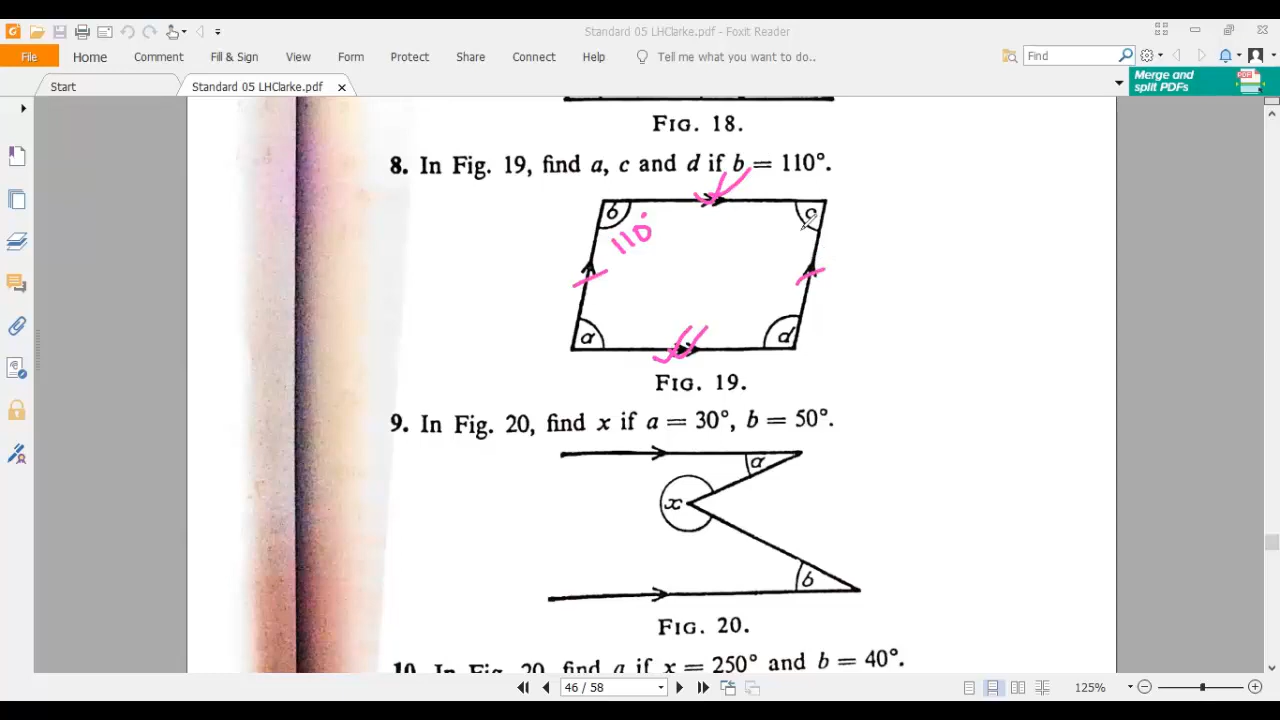 Standard 05 LHClarke.pdf - Foxit Reader
File Home Comment Fill & Sign View Form Protect Share Connect Help Tell me what you want to do.. Find
Start Standard 05 LHClarke.pdf
Merge and
split PDFs
FIG. 18.
8. In Fig. 19, find a, c and d if b = 110°.
b c
110°
a d
FIG. 19.
9. In Fig. 20, find x if a = 30°, b = 50°.
a
x
b
FIG. 20.
10. In Fig. 20, find a if x = 250° and b = 40°.
46 / 58 125%